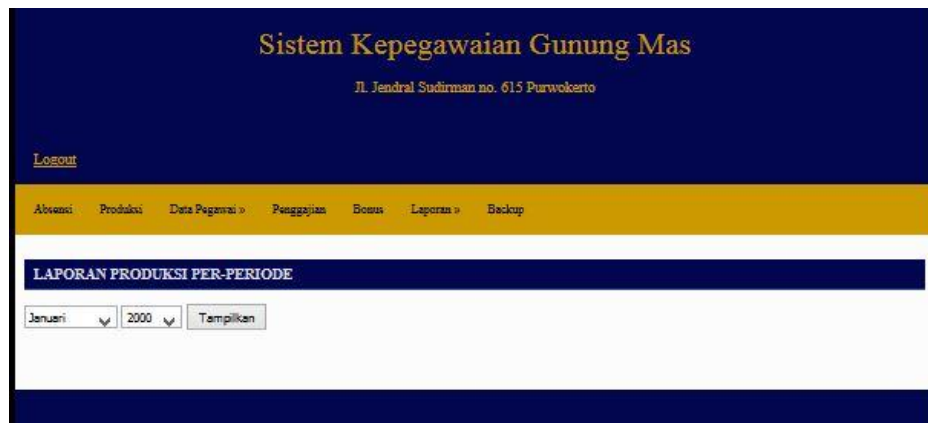 Sistem Kepegawaian Gunung Mas
Jl. Jendral Sudirman no. 615 Purwokerto
Logout
Absensi Produksi Data Pegawai » Penggajian Bonus Laporan » Backup
LAPORAN PRODUKSI PER-PERIODE
Januari 2000 Tampilkan